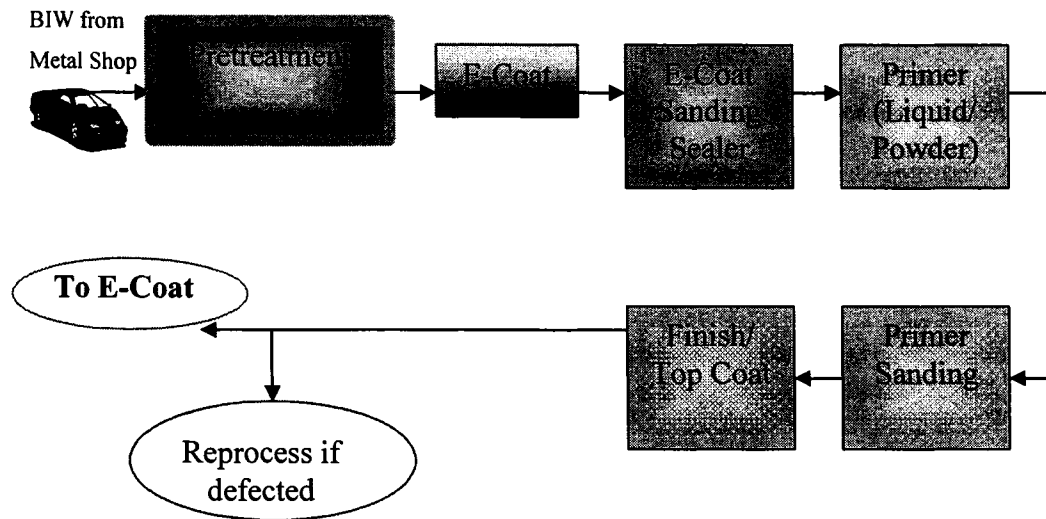 BIW from
Metal Shop
Pretreatment
E-Coat
E-Coat
Sanding
Sealer
Primer
(Liquid/
Powder)
To E-Coat
Finish/
Top Coat
Primer
Sanding
Reprocess if
defected